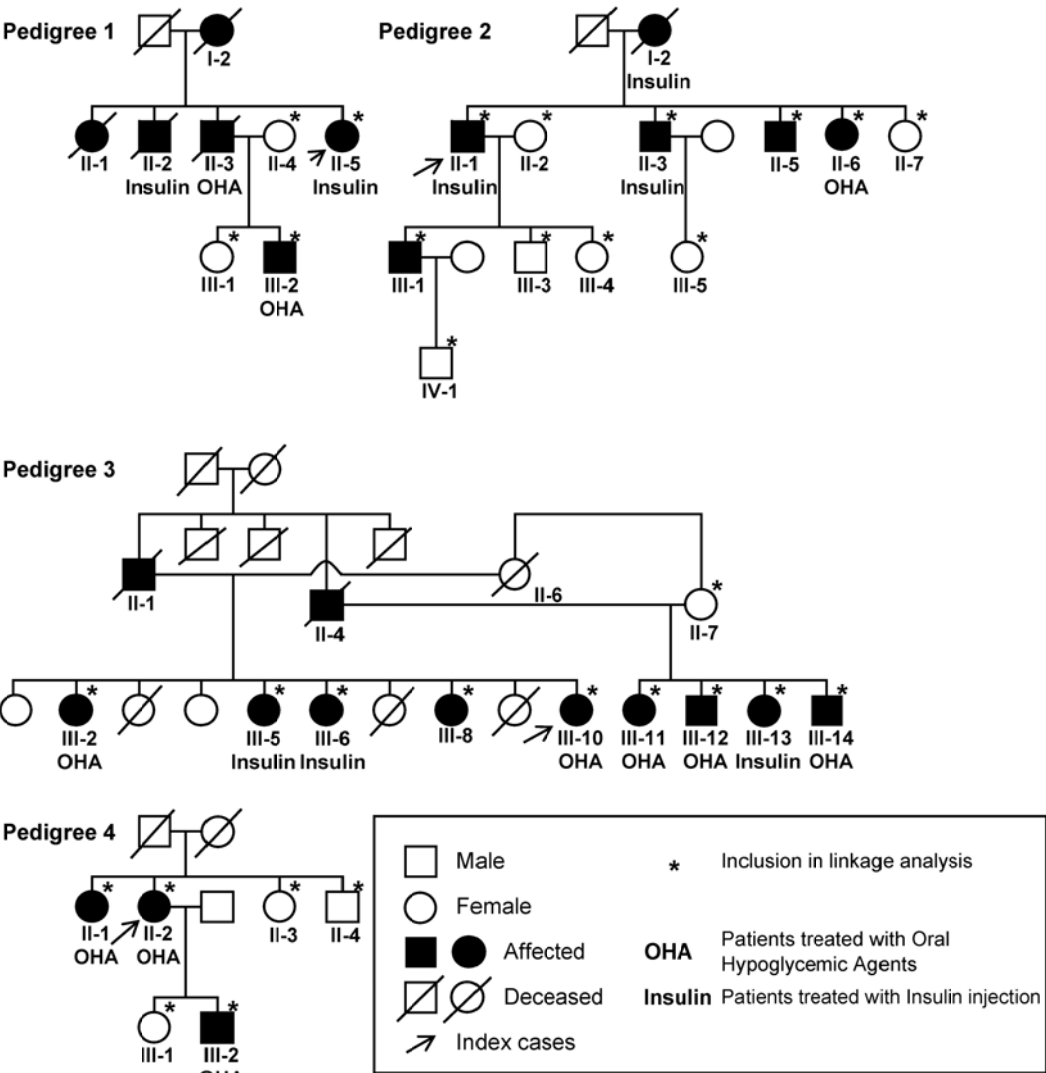 Pedigree 1
Pedigree 2
I-2
I-2
Insulin
* * * * * * *
II-1 II-2 II-3 II-4 II-5
Insulin OHA Insulin
II-1 II-2 II-3 II-5 II-6 II-7
Insulin Insulin OHA
* *
III-1 III-2
OHA
* * * *
III-1 III-3 III-4 III-5
*
IV-1
Pedigree 3
II-1
II-6
*
II-4
II-7
* * * * * * * * *
III-2 III-5 III-6 III-8 III-10 III-11 III-12 III-13 III-14
OHA Insulin Insulin OHA OHA OHA Insulin OHA
Pedigree 4
* * * *
II-1 II-2 II-3 II-4
OHA OHA
* *
III-1 III-2
OHA
Male
* Inclusion in linkage analysis
Female
Affected
OHA Patients treated with Oral
Hypoglycemic Agents
Deceased
Insulin Patients treated with Insulin injection
Index cases